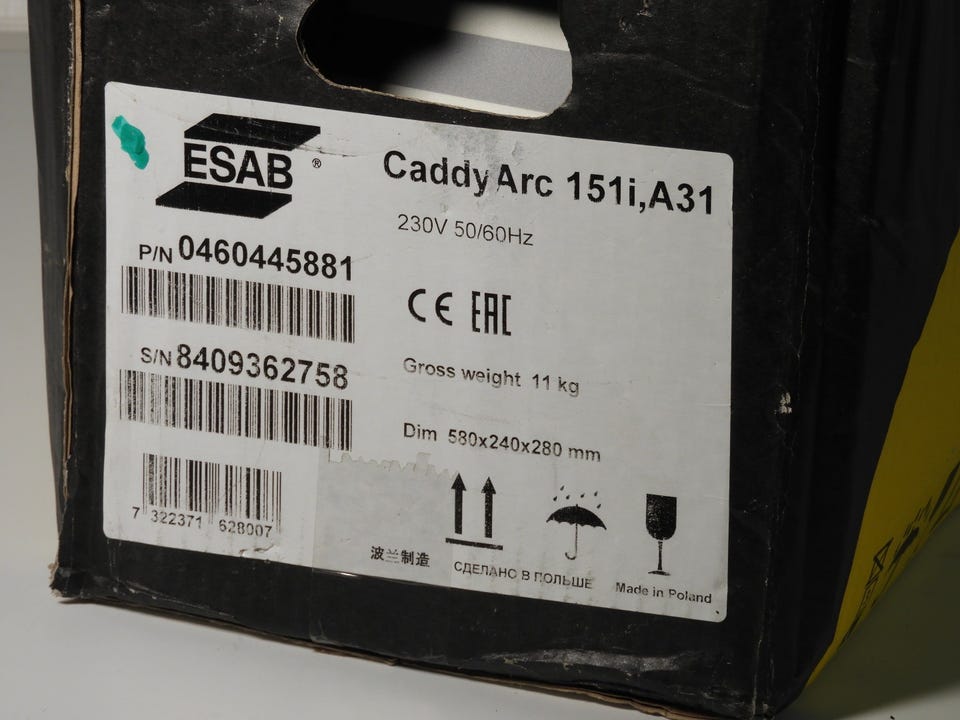 ESAB ®
Caddy Arc 151i,A31
230V 50/60Hz
P/N 0460445881
S/N 8409362758
CE EAC
Gross weight 11 kg
Dim 580x240x280 mm
7 322371 628007
波兰制造
СДЕЛАНО В ПОЛЬШЕ
Made in Poland